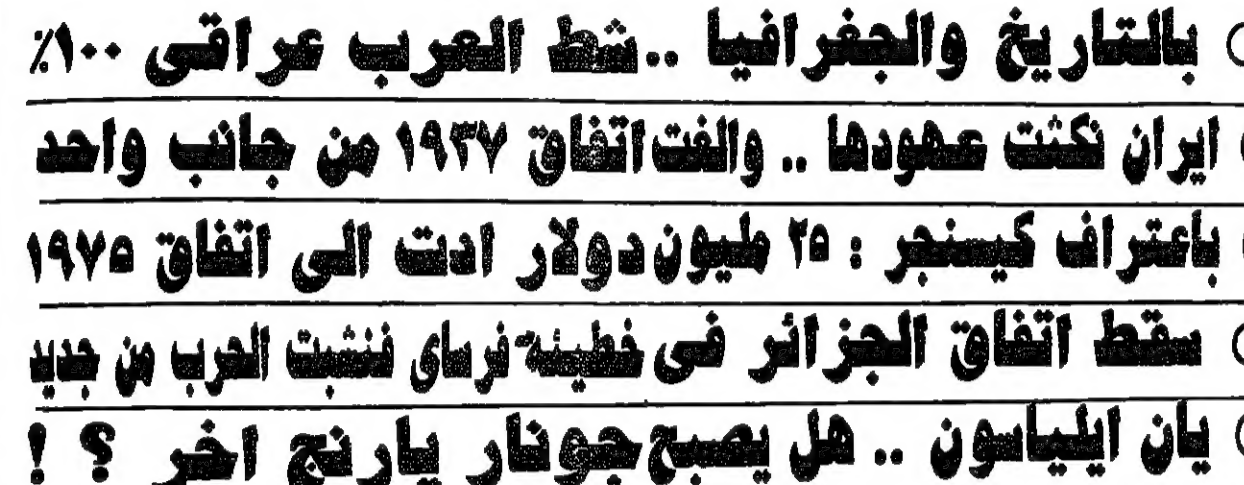 بالتاريخ والجغرافيا .. شط العرب عراقى ١٠٠٪
ايران نكثت عهودها .. والغت اتفاق ١٩٣٧ من جانب واحد
باعتراف كيسنجر : ٢٥ مليون دولار ادت الى اتفاق ١٩٧٥
سقط اتفاق الجزائر فى خطيئة فرساى فنشبت الحرب من جديد
يان ايلياسون .. هل يصبح جونار يارنج اخر ؟ !